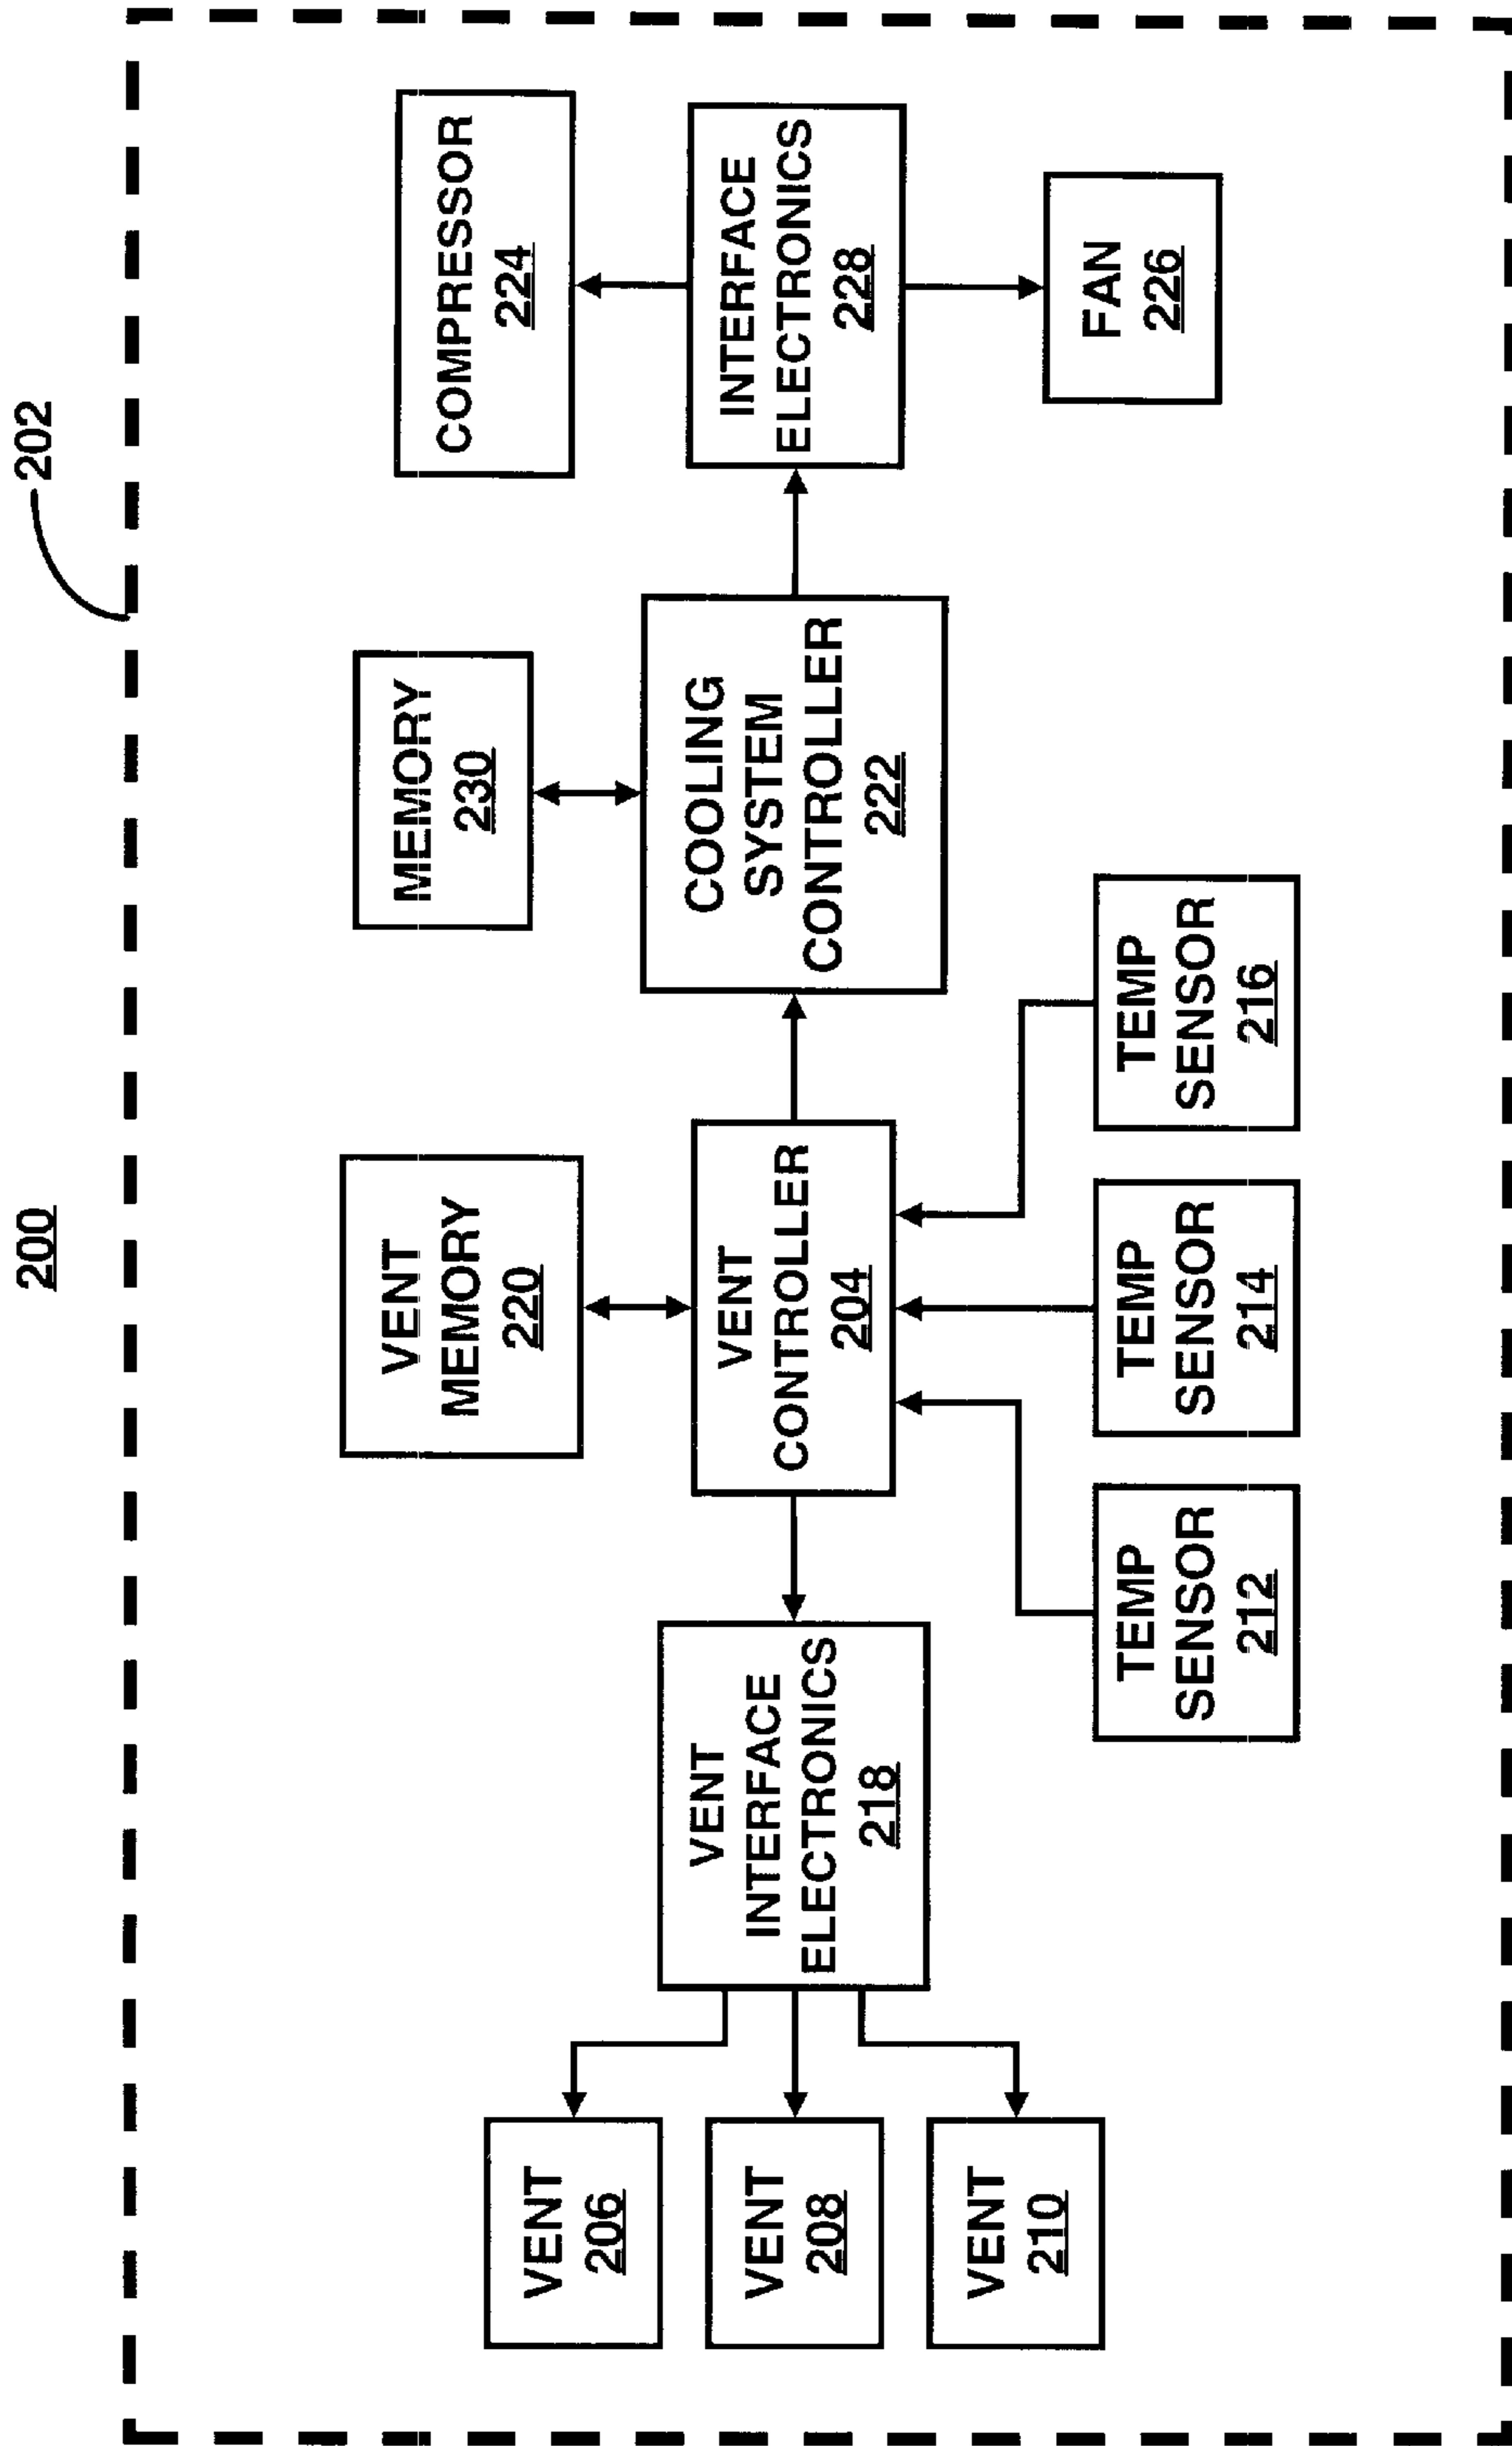 200
202
VENT
206
VENT
208
VENT
210
VENT
INTERFACE
ELECTRONICS
218
VENT
MEMORY
220
VENT
CONTROLLER
204
TEMP
SENSOR
212
TEMP
SENSOR
214
TEMP
SENSOR
216
MEMORY
230
COOLING
SYSTEM
CONTROLLER
222
COMPRESSOR
224
INTERFACE
ELECTRONICS
228
FAN
226